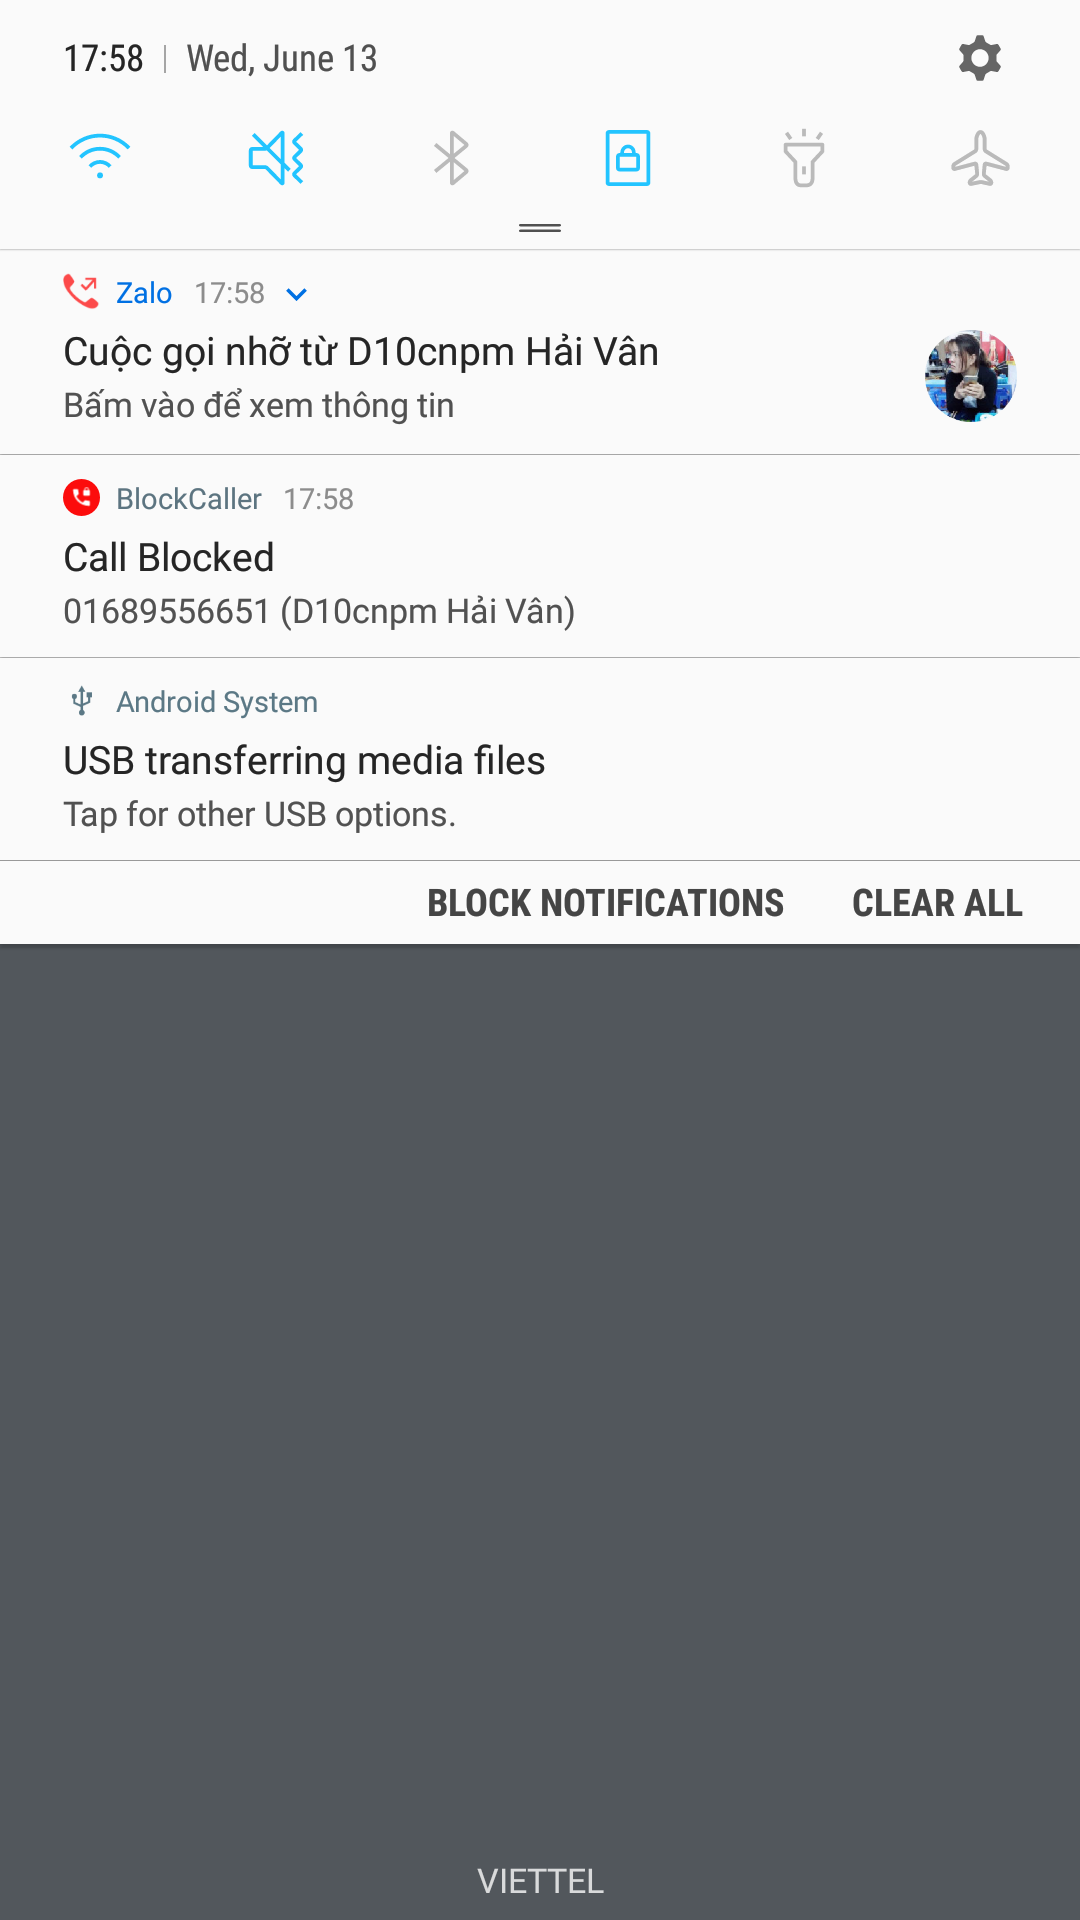 17:58 | Wed, June 13
Zalo 17:58
Cuộc gọi nhỡ từ D10cnpm Hải Vân
Bấm vào để xem thông tin
BlockCaller 17:58
Call Blocked
01689556651 (D10cnpm Hải Vân)
Android System
USB transferring media files
Tap for other USB options.
BLOCK NOTIFICATIONS CLEAR ALL
VIETTEL